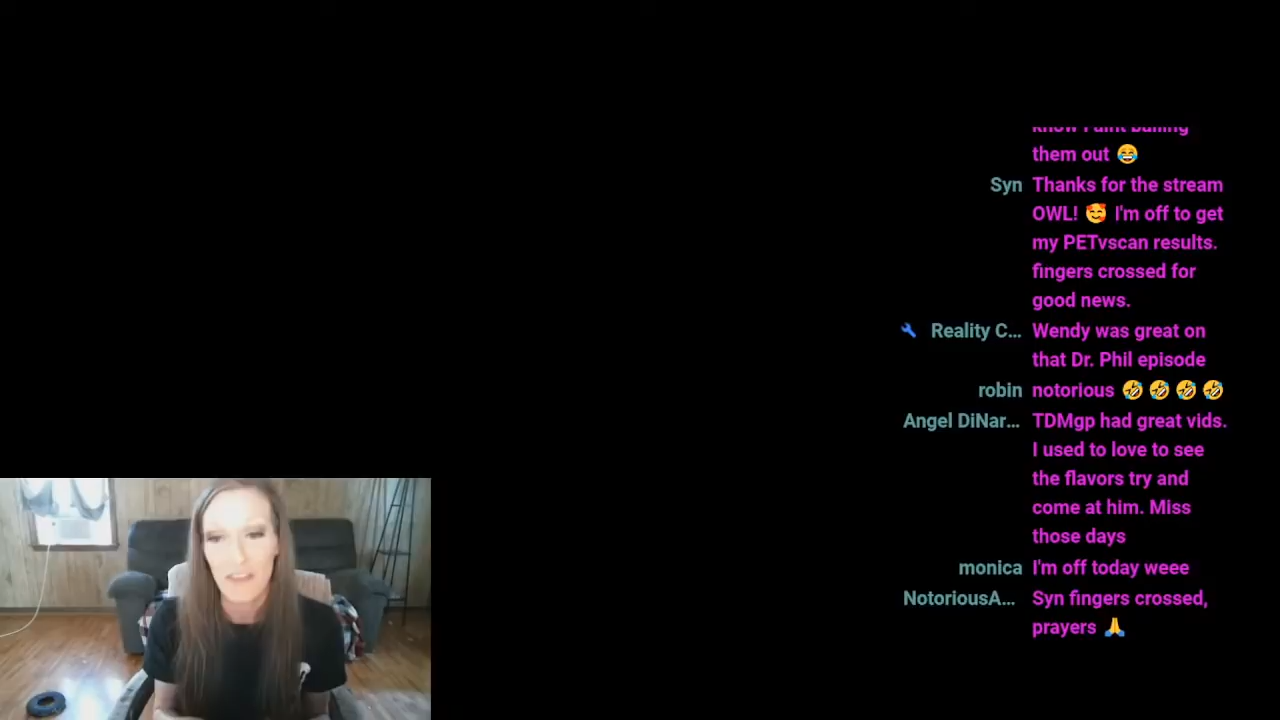 them out 😂
Syn Thanks for the stream
OWL! 🥰 I'm off to get
my PETvscan results.
fingers crossed for
good news.
Reality C... Wendy was great on
that Dr. Phil episode
robin notorious 🤣 🤣 🤣 🤣
Angel DiNar... TDMgp had great vids.
I used to love to see
the flavors try and
come at him. Miss
those days
monica I'm off today weee
NotoriousA... Syn fingers crossed,
prayers 🙏